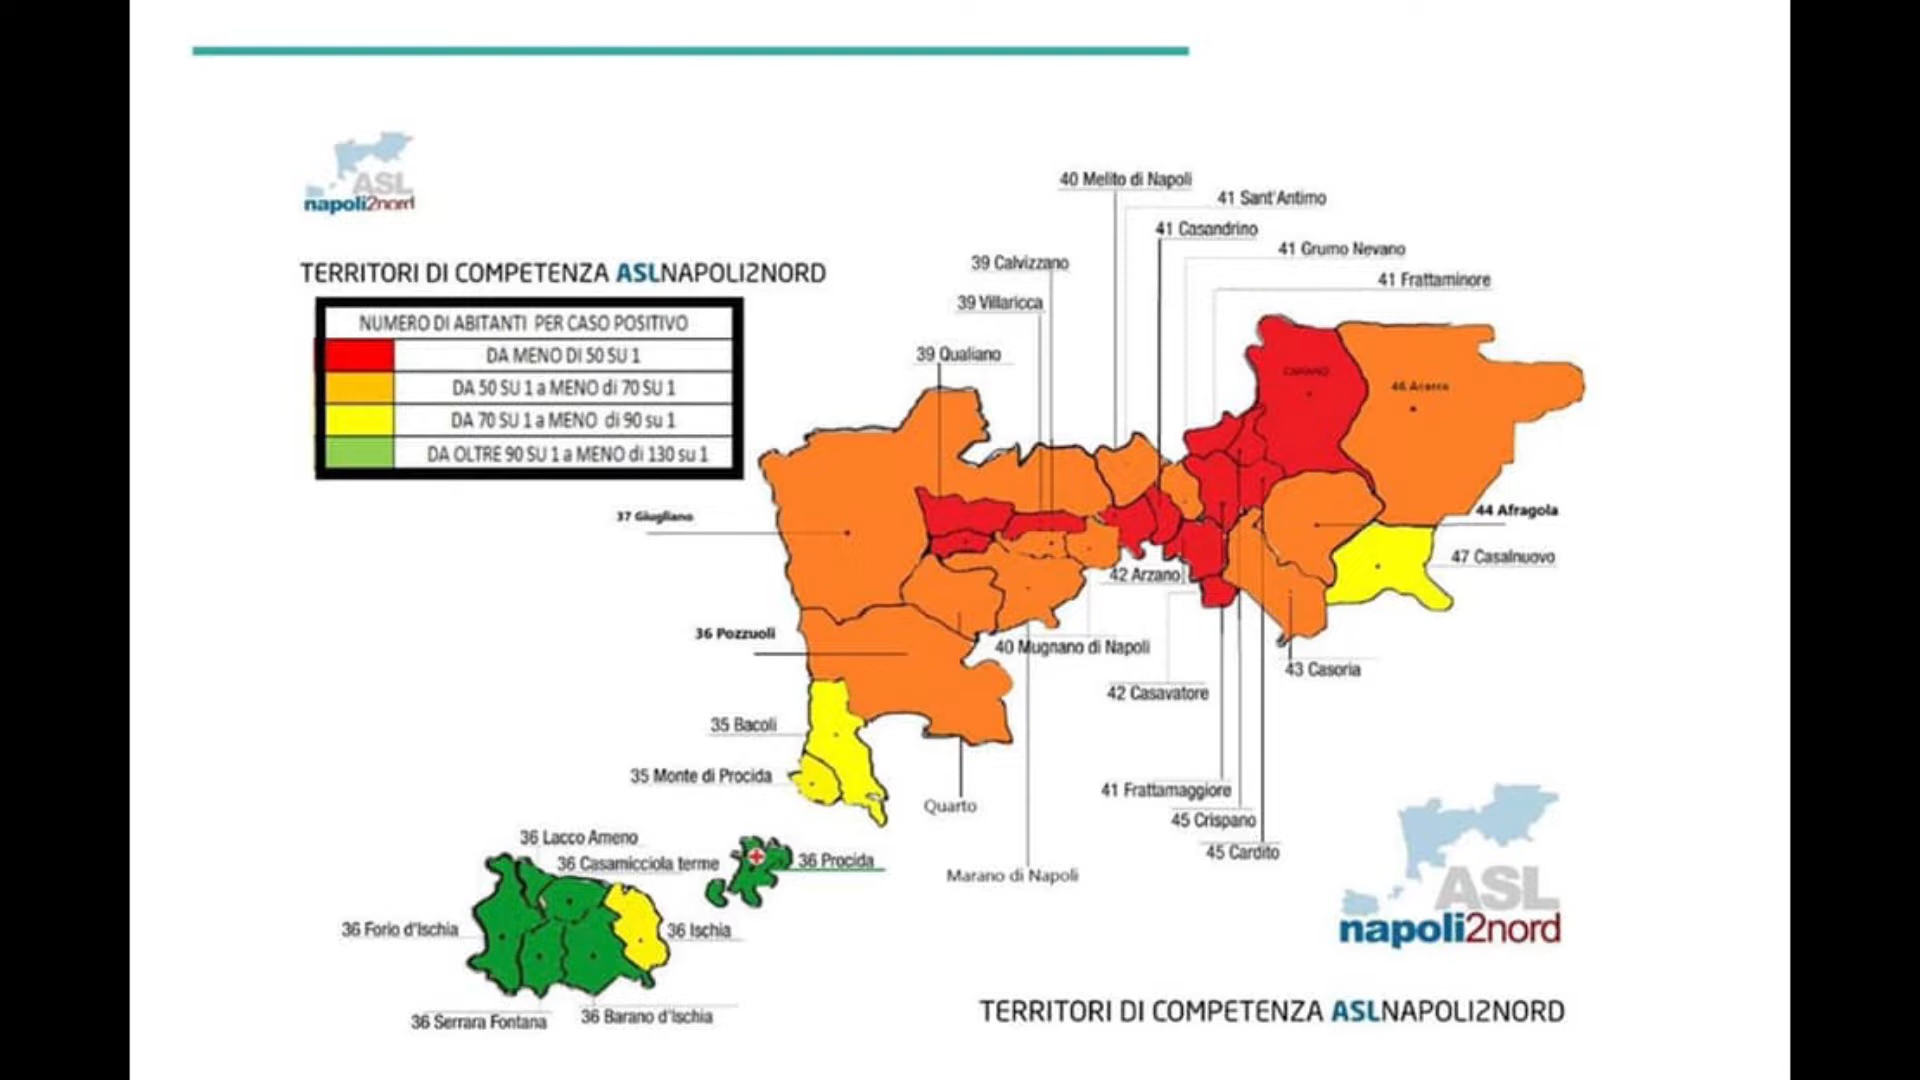 ASL
napoli2nord
TERRITORI DI COMPETENZA ASLNAPOLI2NORD
NUMERO DI ABITANTI PER CASO POSITIVO
DA MENO DI 50 SU 1
DA 50 SU 1 a MENO di 70 SU 1
DA 70 SU 1 a MENO di 90 su 1
DA OLTRE 90 SU 1 a MENO di 130 su 1
40 Melito di Napoli
41 Sant'Antimo
41 Casandrino
41 Grumo Nevano
39 Calvizzano
41 Frattaminore
39 Villaricca
39 Qualiano
46 Acerra
37 Giugliano
44 Afragola
47 Casalnuovo
42 Arzano
36 Pozzuoli
40 Mugnano di Napoli
43 Casoria
42 Casavatore
35 Bacoli
35 Monte di Procida
41 Frattamaggiore
Quarto
45 Crispano
45 Cardito
36 Lacco Ameno
36 Casamicciola terme
36 Procida
Marano di Napoli
36 Forio d'Ischia
36 Ischia
36 Serrara Fontana
36 Barano d'Ischia
ASL
napoli2nord
TERRITORI DI COMPETENZA ASLNAPOLI2NORD